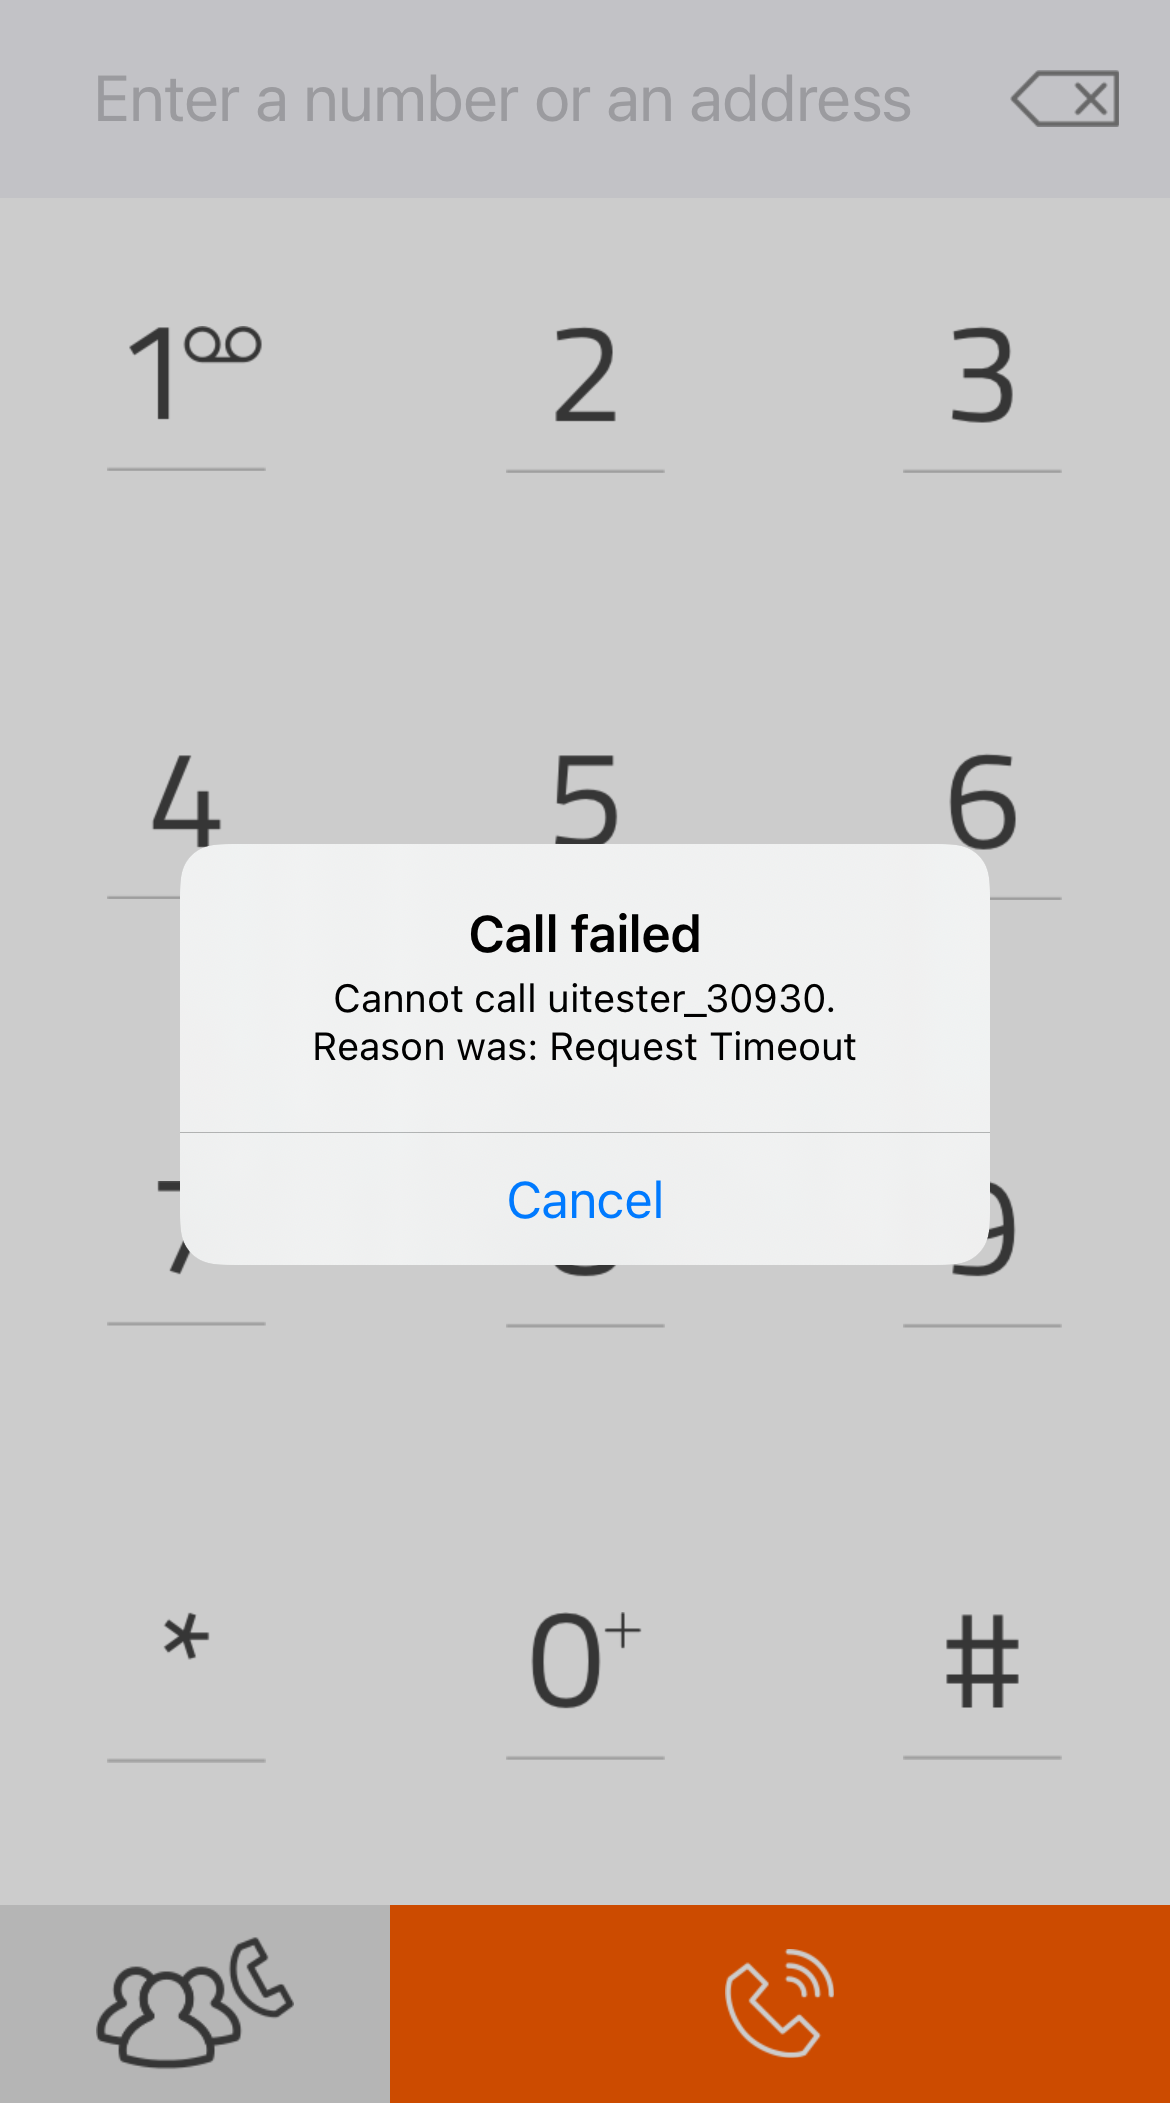 Enter a number or an address
1 2 3
4 5 6
Call failed
Cannot call uitester_30930.
Reason was: Request Timeout
7 9
Cancel
* 0+ #